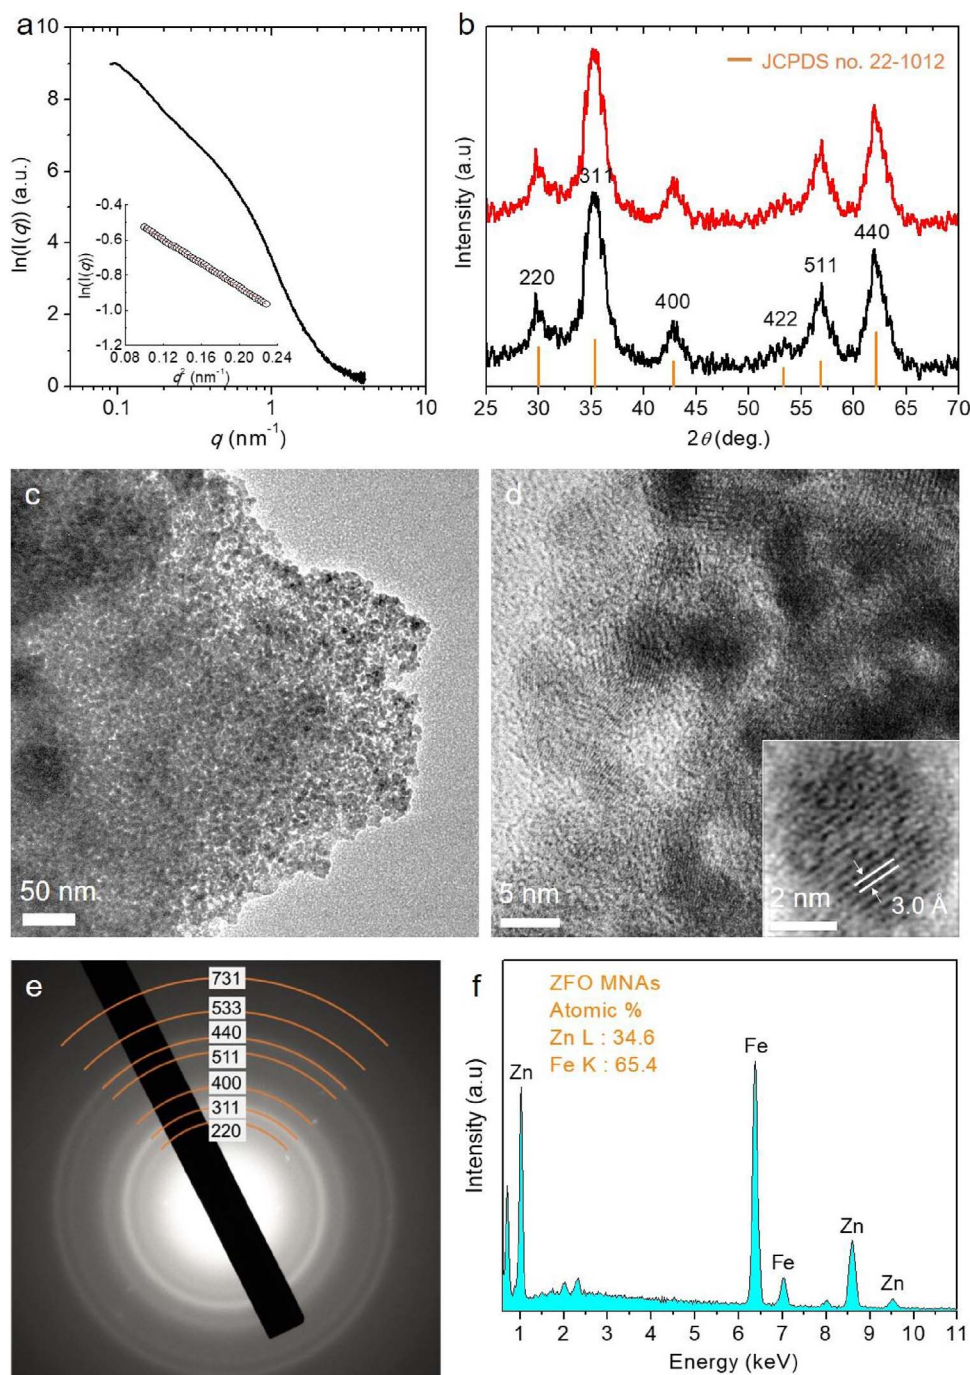 a
10
8
6
4
2
0
ln(I(q)) (a.u.)
0.1 1 10
q (nm⁻¹)
-0.4
-0.6
-0.8
-1.0
-1.2
ln(I(q))
0.08 0.12 0.16 0.20 0.24
q² (nm⁻¹)
b
JCPDS no. 22-1012
Intensity (a.u)
220
311
400
422
511
440
25 30 35 40 45 50 55 60 65 70
2θ (deg.)
c
50 nm
d
5 nm
2 nm
3.0 Å
e
731
533
440
511
400
311
220
f
ZFO MNAs
Atomic %
Zn L : 34.6
Fe K : 65.4
Intensity (a.u)
Zn
Fe
Fe
Zn
Zn
1 2 3 4 5 6 7 8 9 10 11
Energy (keV)